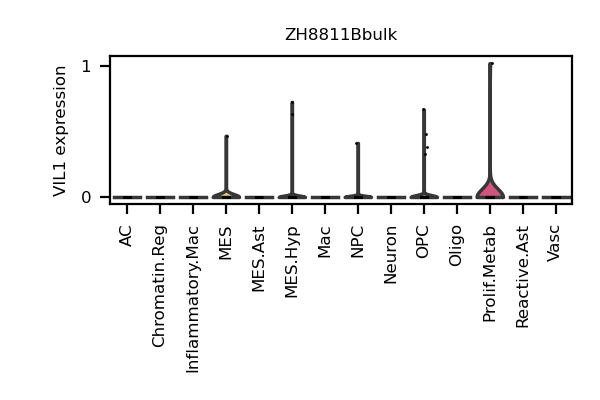 ZH8811Bbulk
VIL1 expression
1
0
AC
Chromatin.Reg
Inflammatory.Mac
MES
MES.Ast
MES.Hyp
Mac
NPC
Neuron
OPC
Oligo
Prolif.Metab
Reactive.Ast
Vasc